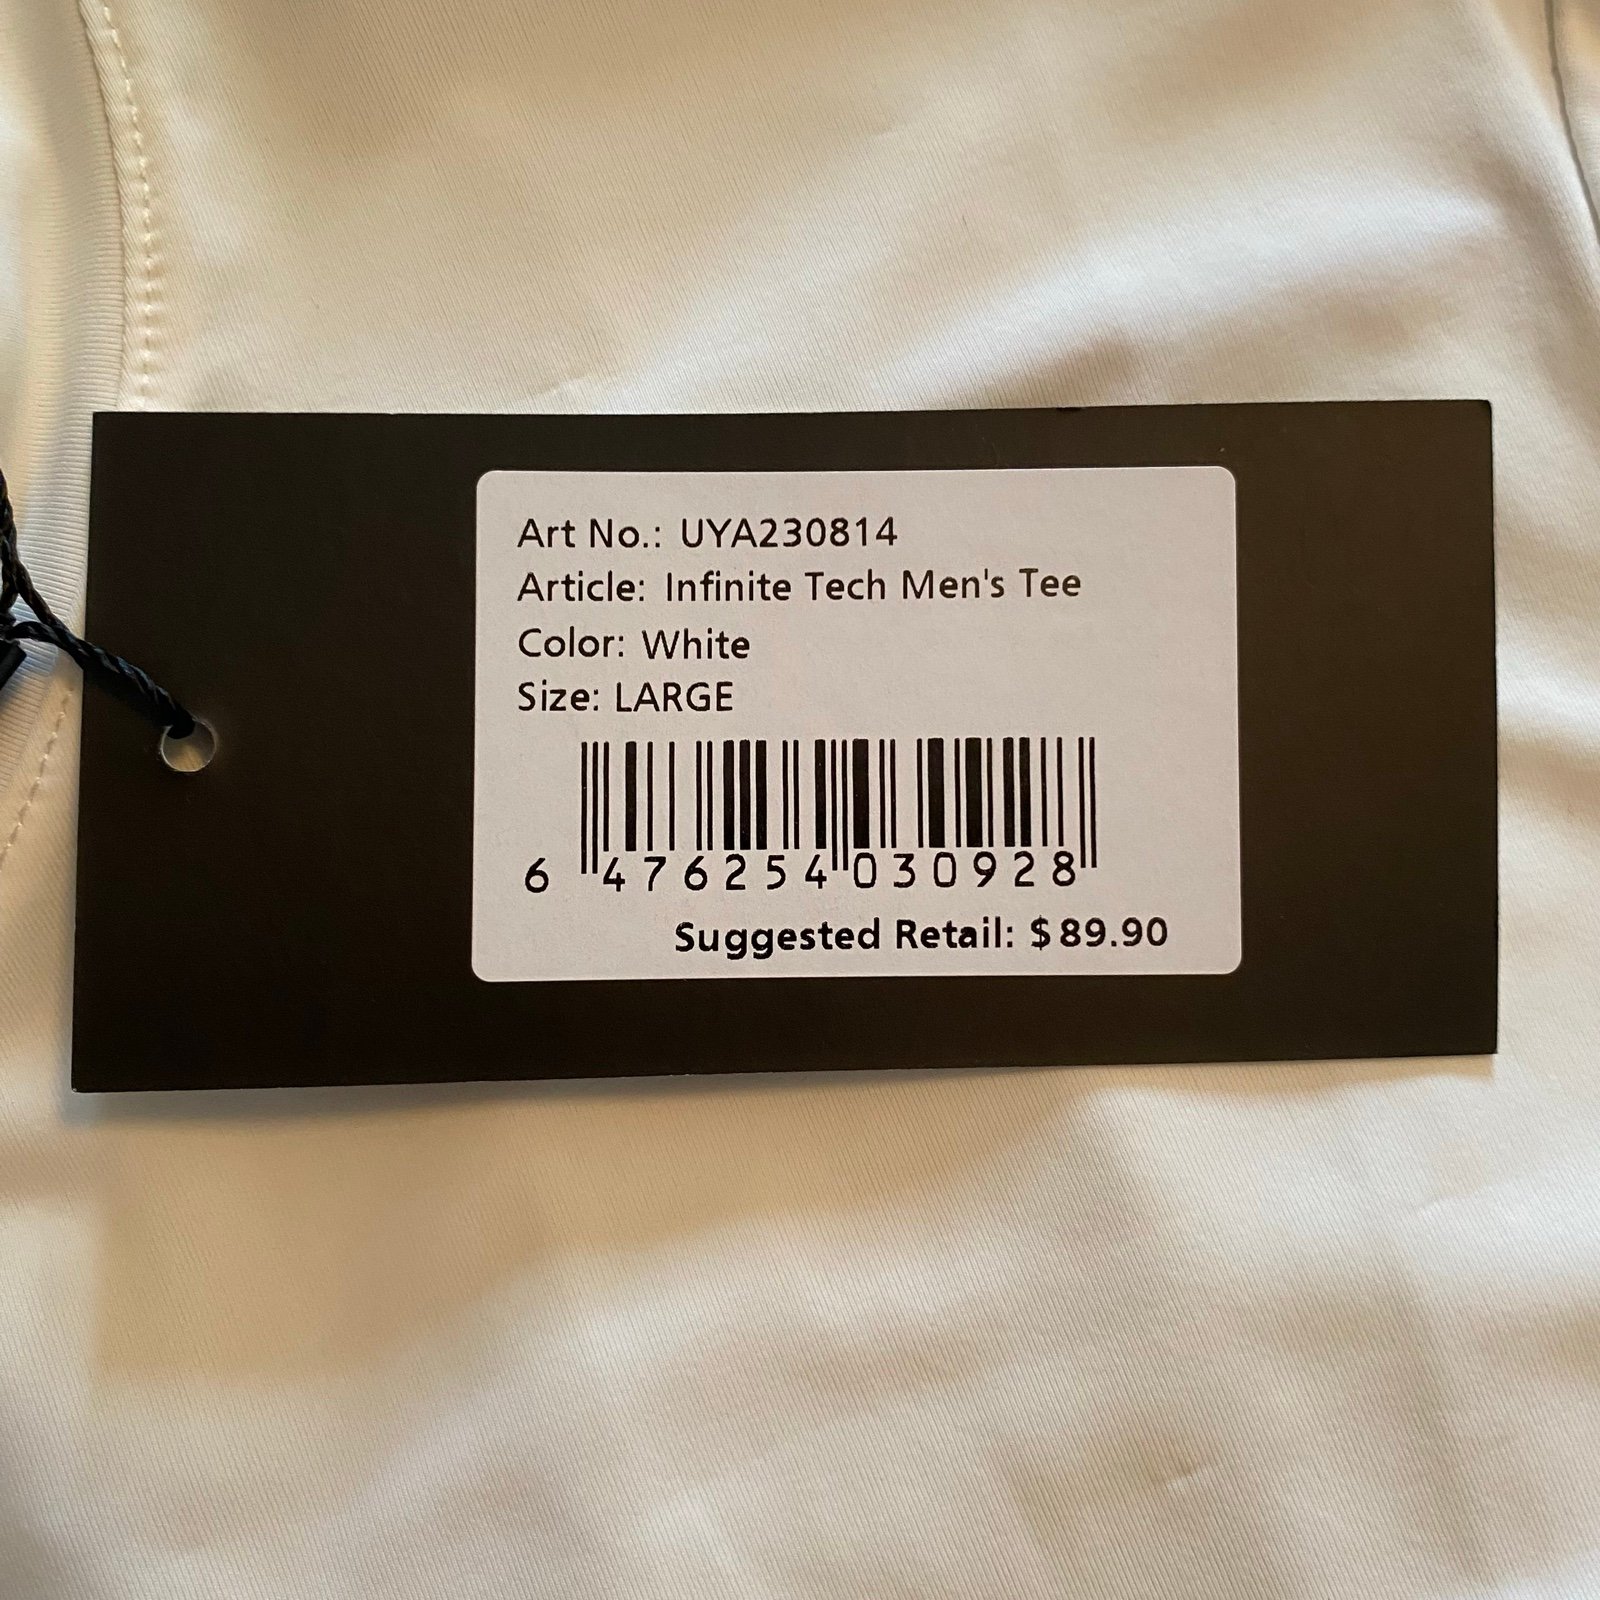 Art No.: UYA230814
Article: Infinite Tech Men's Tee
Color: White
Size: LARGE
6 476254 030928
Suggested Retail: $89.90